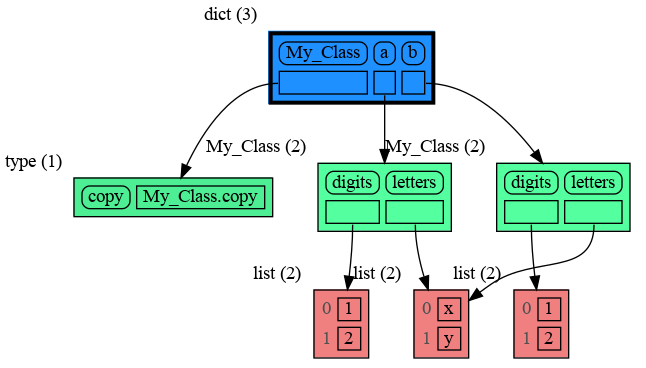 dict (3)
My_Class a b
My_Class (2) My_Class (2)
type (1)
copy My_Class.copy
digits letters digits letters
list (2) list (2) list (2)
0 1 0 x 0 1
1 2 1 y 1 2